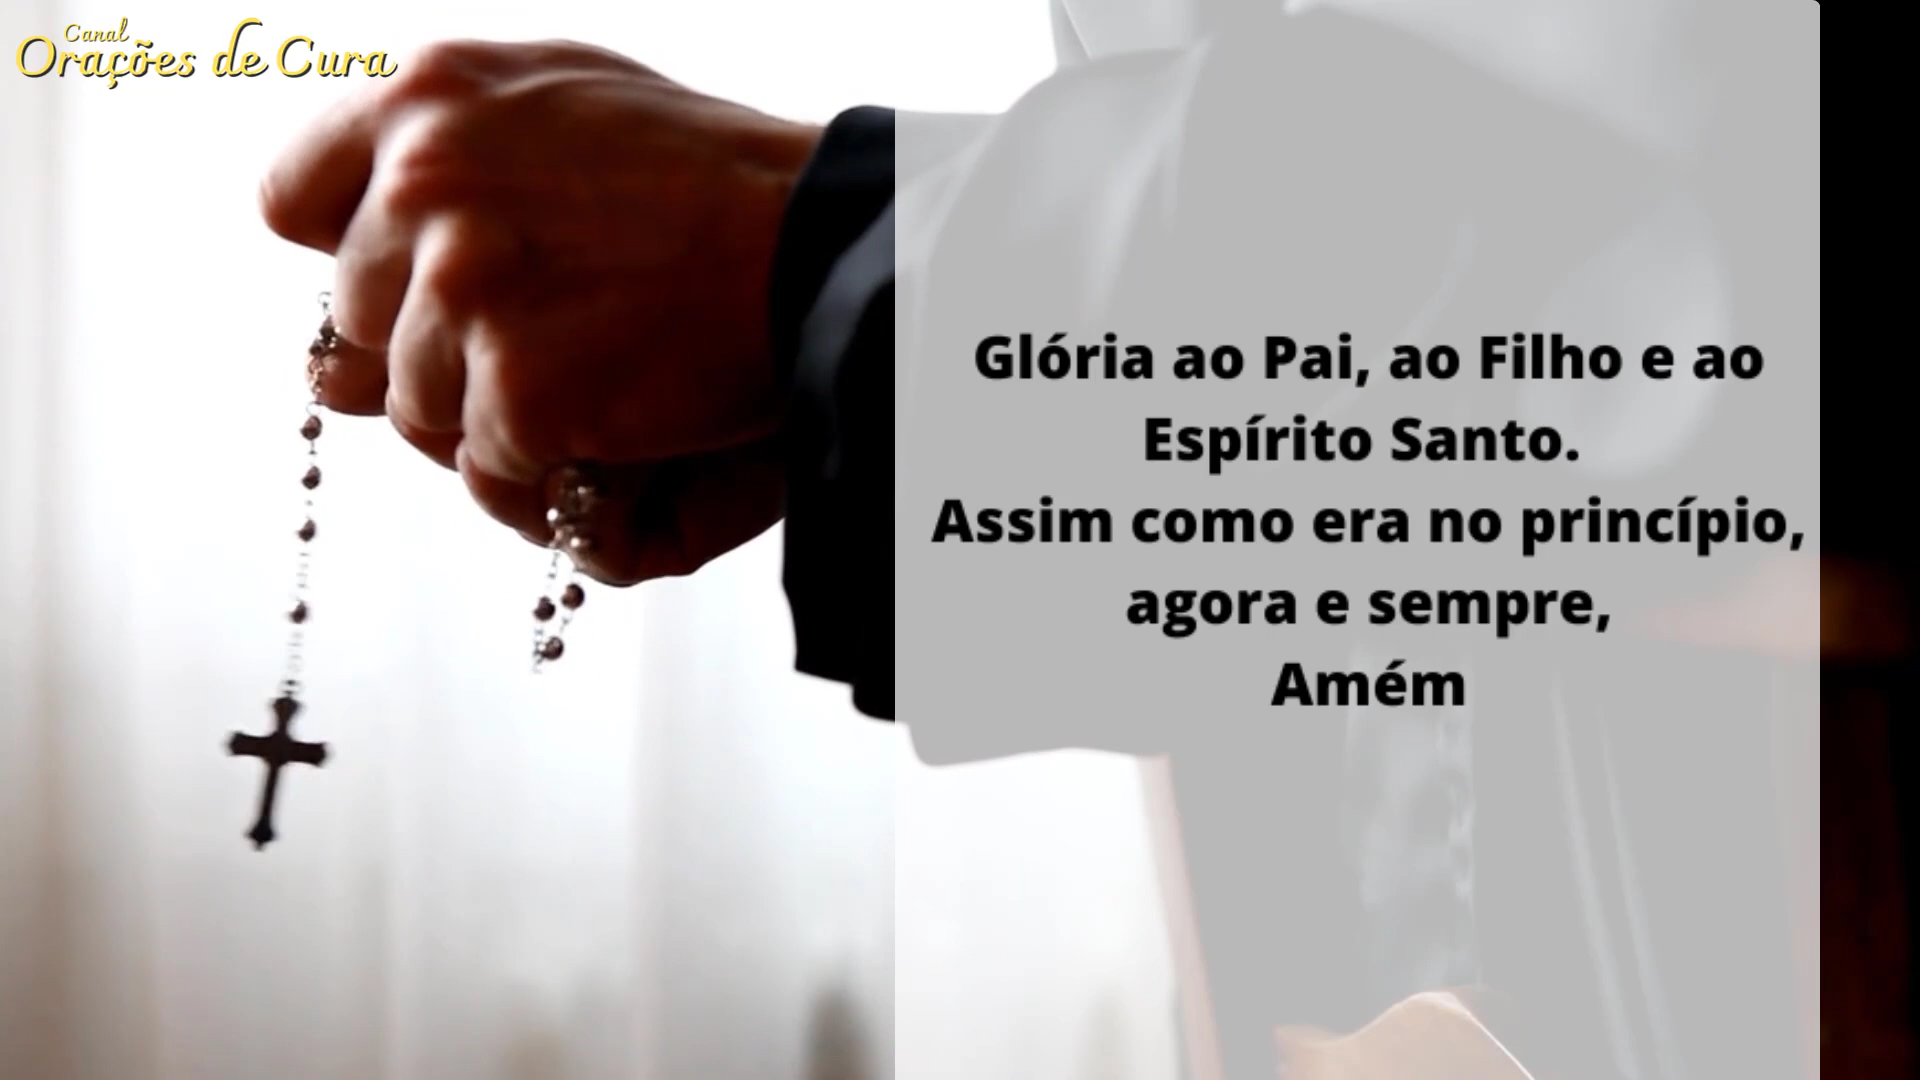 Canal
Orações de Cura
Glória ao Pai, ao Filho e ao
Espírito Santo.
Assim como era no princípio,
agora e sempre,
Amém